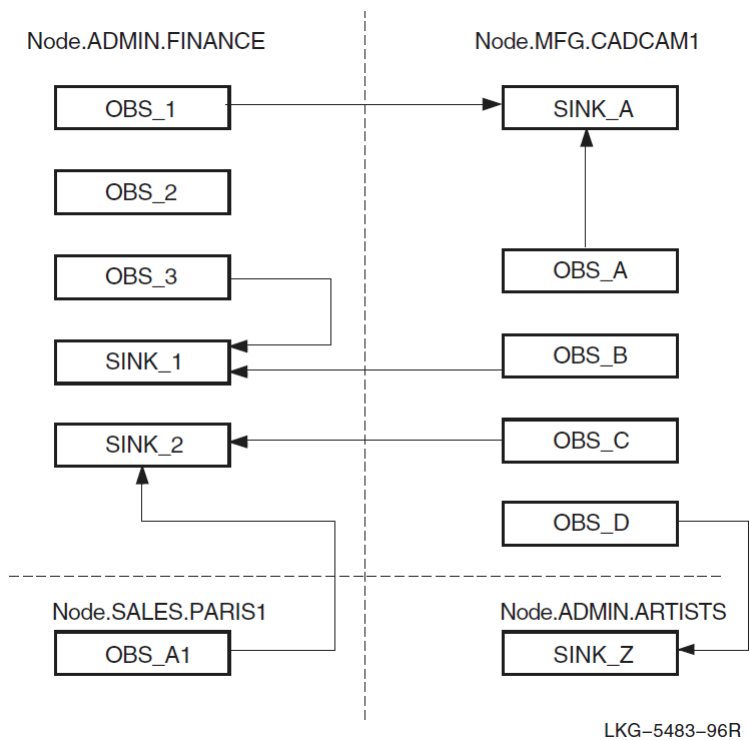 Node.ADMIN.FINANCE
OBS_1
OBS_2
OBS_3
SINK_1
SINK_2
Node.MFG.CADCAM1
SINK_A
OBS_A
OBS_B
OBS_C
OBS_D
Node.SALES.PARIS1
OBS_A1
Node.ADMIN.ARTISTS
SINK_Z
LKG–5483–96R